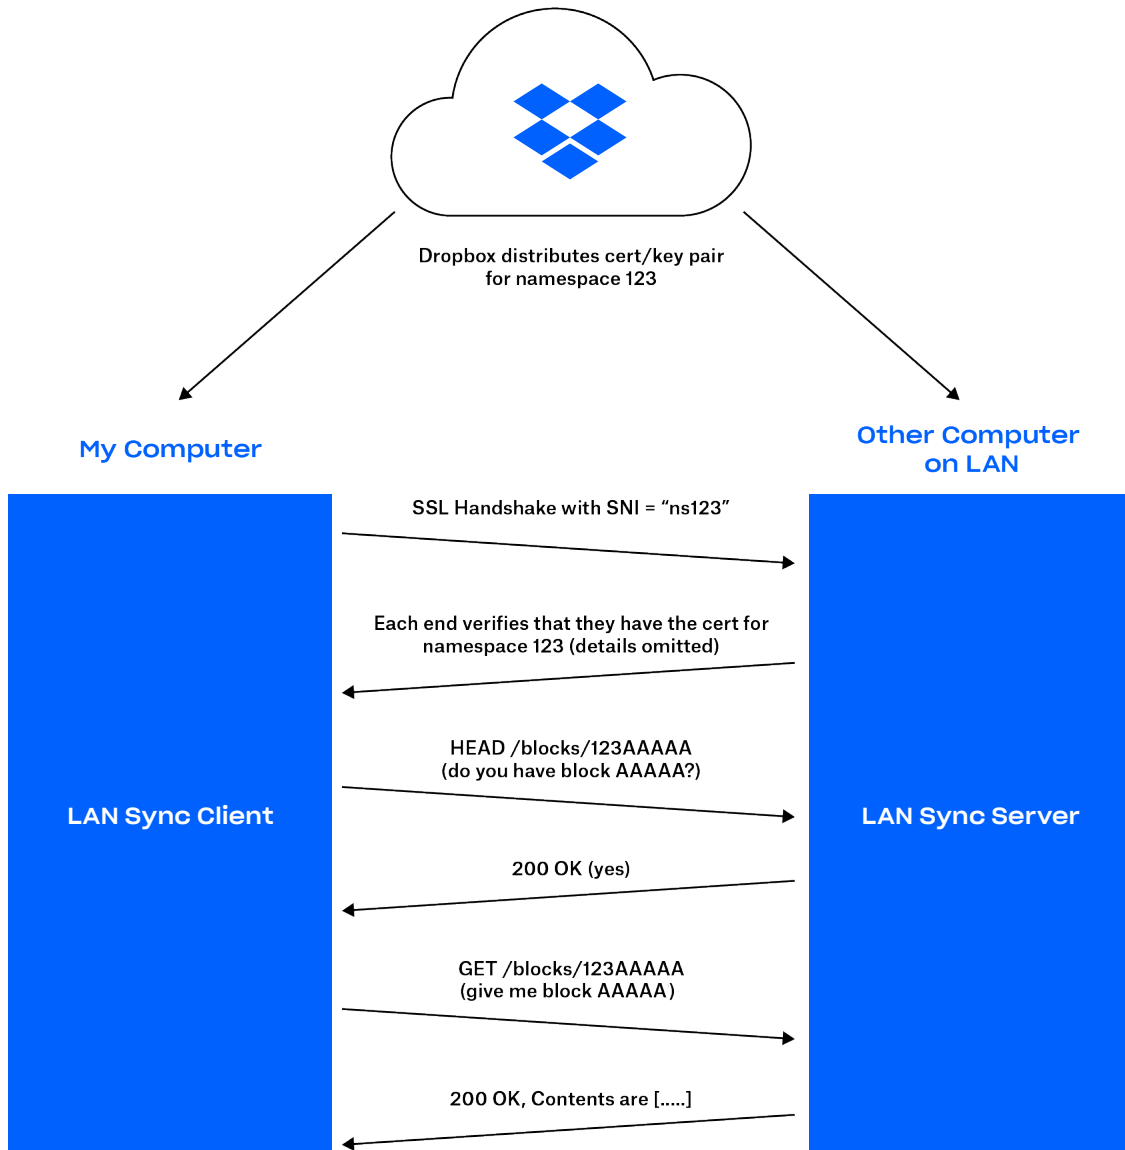 Dropbox distributes cert/key pair
for namespace 123
My Computer
Other Computer
on LAN
SSL Handshake with SNI = “ns123”
Each end verifies that they have the cert for
namespace 123 (details omitted)
HEAD /blocks/123AAAAA
(do you have block AAAAA?)
LAN Sync Client
LAN Sync Server
200 OK (yes)
GET /blocks/123AAAAA
(give me block AAAAA)
200 OK, Contents are [.....]